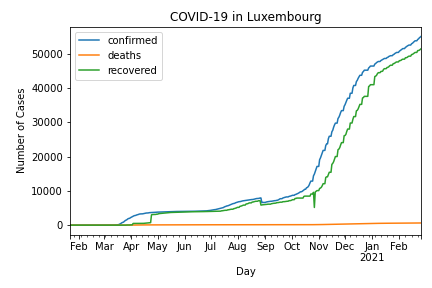 COVID-19 in Luxembourg
confirmed
deaths
recovered
Number of Cases
50000
40000
30000
20000
10000
0
Feb Mar Apr May Jun Jul Aug Sep Oct Nov Dec Jan Feb
2021
Day